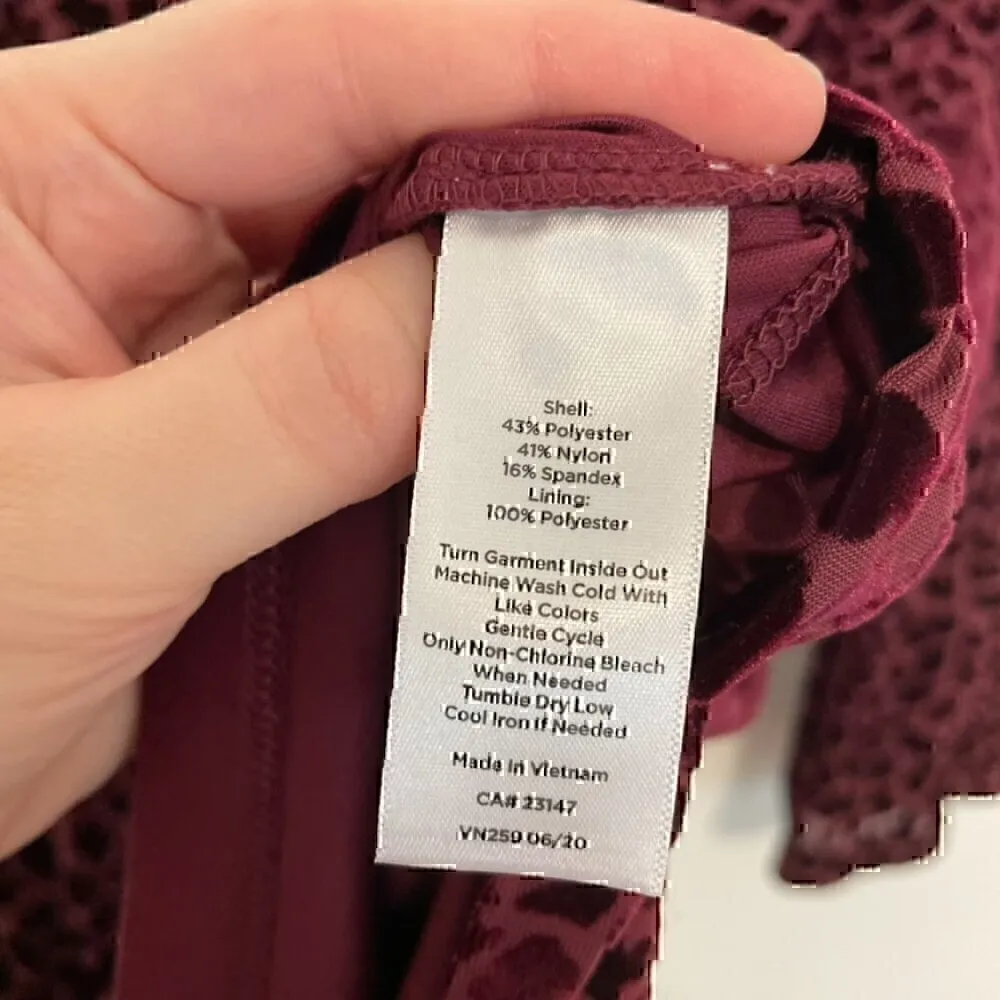 Shell:
43% Polyester
41% Nylon
16% Spandex
Lining:
100% Polyester
Turn Garment Inside Out
Machine Wash Cold With
Like Colors
Gentle Cycle
Only Non-Chlorine Bleach
When Needed
Tumble Dry Low
Cool Iron If Needed
Made In Vietnam
CA# 23147
VN259 06/20